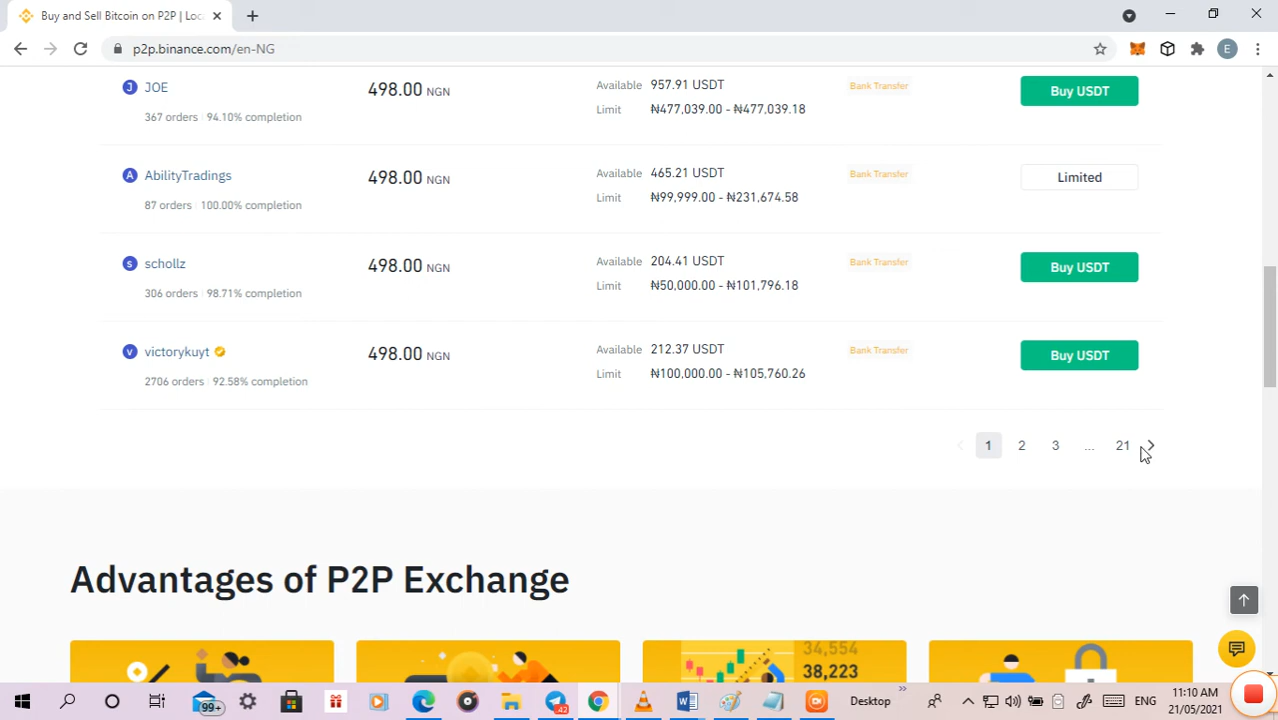 Buy and Sell Bitcoin on P2P | Loc
p2p.binance.com/en-NG
E
J JOE 498.00 NGN Available 957.91 USDT Bank Transfer Buy USDT
367 orders 94.10% completion Limit ₦477,039.00 - ₦477,039.18
A AbilityTradings 498.00 NGN Available 465.21 USDT Bank Transfer Limited
87 orders 100.00% completion Limit ₦99,999.00 - ₦231,674.58
s schollz 498.00 NGN Available 204.41 USDT Bank Transfer Buy USDT
306 orders 98.71% completion Limit ₦50,000.00 - ₦101,796.18
v victorykuyt 498.00 NGN Available 212.37 USDT Bank Transfer Buy USDT
2706 orders 92.58% completion Limit ₦100,000.00 - ₦105,760.26
1 2 3 ... 21
Advantages of P2P Exchange
34,554
38,223
99+ 42 Desktop ENG 11:10 AM
21/05/2021